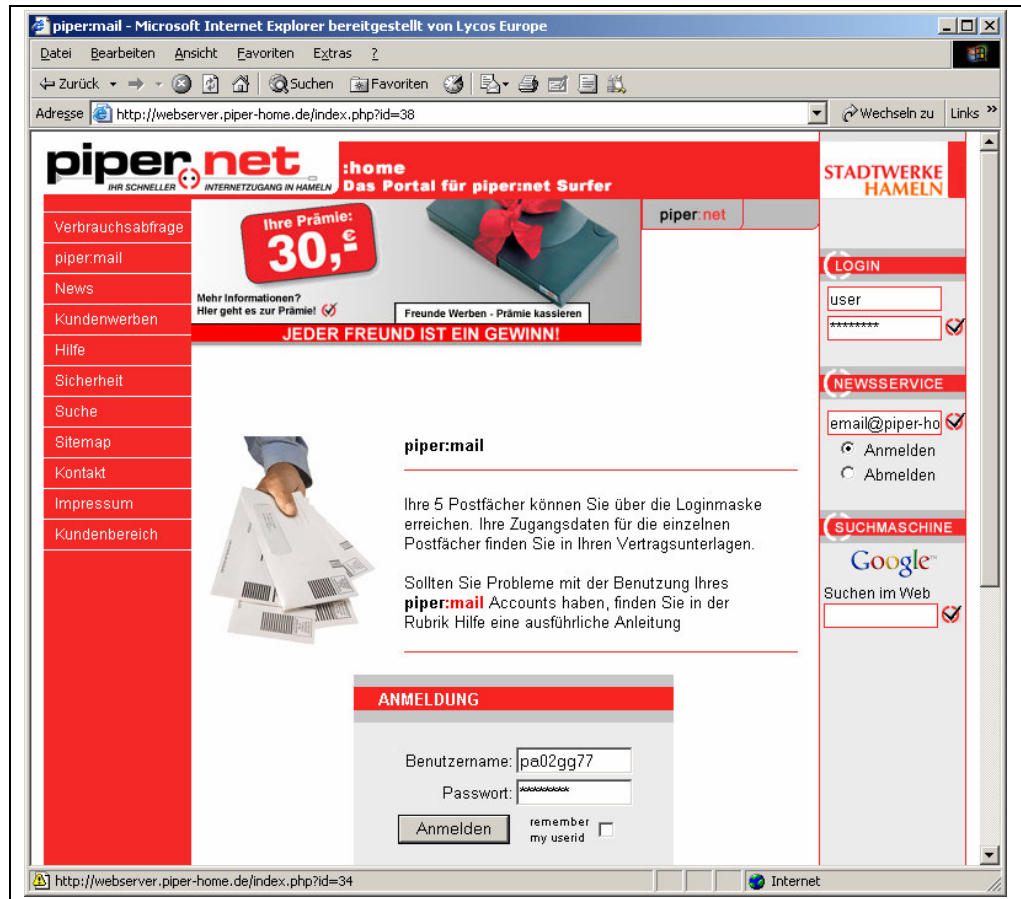 piper:mail - Microsoft Internet Explorer bereitgestellt von Lycos Europe
Datei Bearbeiten Ansicht Favoriten Extras ?
Zurück Suchen Favoriten
Adresse http://webserver.piper-home.de/index.php?id=38 Wechseln zu Links »
piper:net
IHR SCHNELLER INTERNETZUGANG IN HAMELN
:home
Das Portal für piper:net Surfer
STADTWERKE
HAMELN
Verbrauchsabfrage
piper:mail
News
Kundenwerben
Hilfe
Sicherheit
Suche
Sitemap
Kontakt
Impressum
Kundenbereich
Ihre Prämie:
30,- €
Mehr Informationen?
Hier geht es zur Prämie!
Freunde Werben - Prämie kassieren
JEDER FREUND IST EIN GEWINN!
piper:net
piper:mail
Ihre 5 Postfächer können Sie über die Loginmaske
erreichen. Ihre Zugangsdaten für die einzelnen
Postfächer finden Sie in Ihren Vertragsunterlagen.
Sollten Sie Probleme mit der Benutzung Ihres
piper:mail Accounts haben, finden Sie in der
Rubrik Hilfe eine ausführliche Anleitung
ANMELDUNG
Benutzername: pa02gg77
Passwort: *********
Anmelden
remember
my userid
LOGIN
user
********
NEWSSERVICE
email@piper-ho
Anmelden
Abmelden
SUCHMASCHINE
Google™
Suchen im Web
http://webserver.piper-home.de/index.php?id=34 Internet